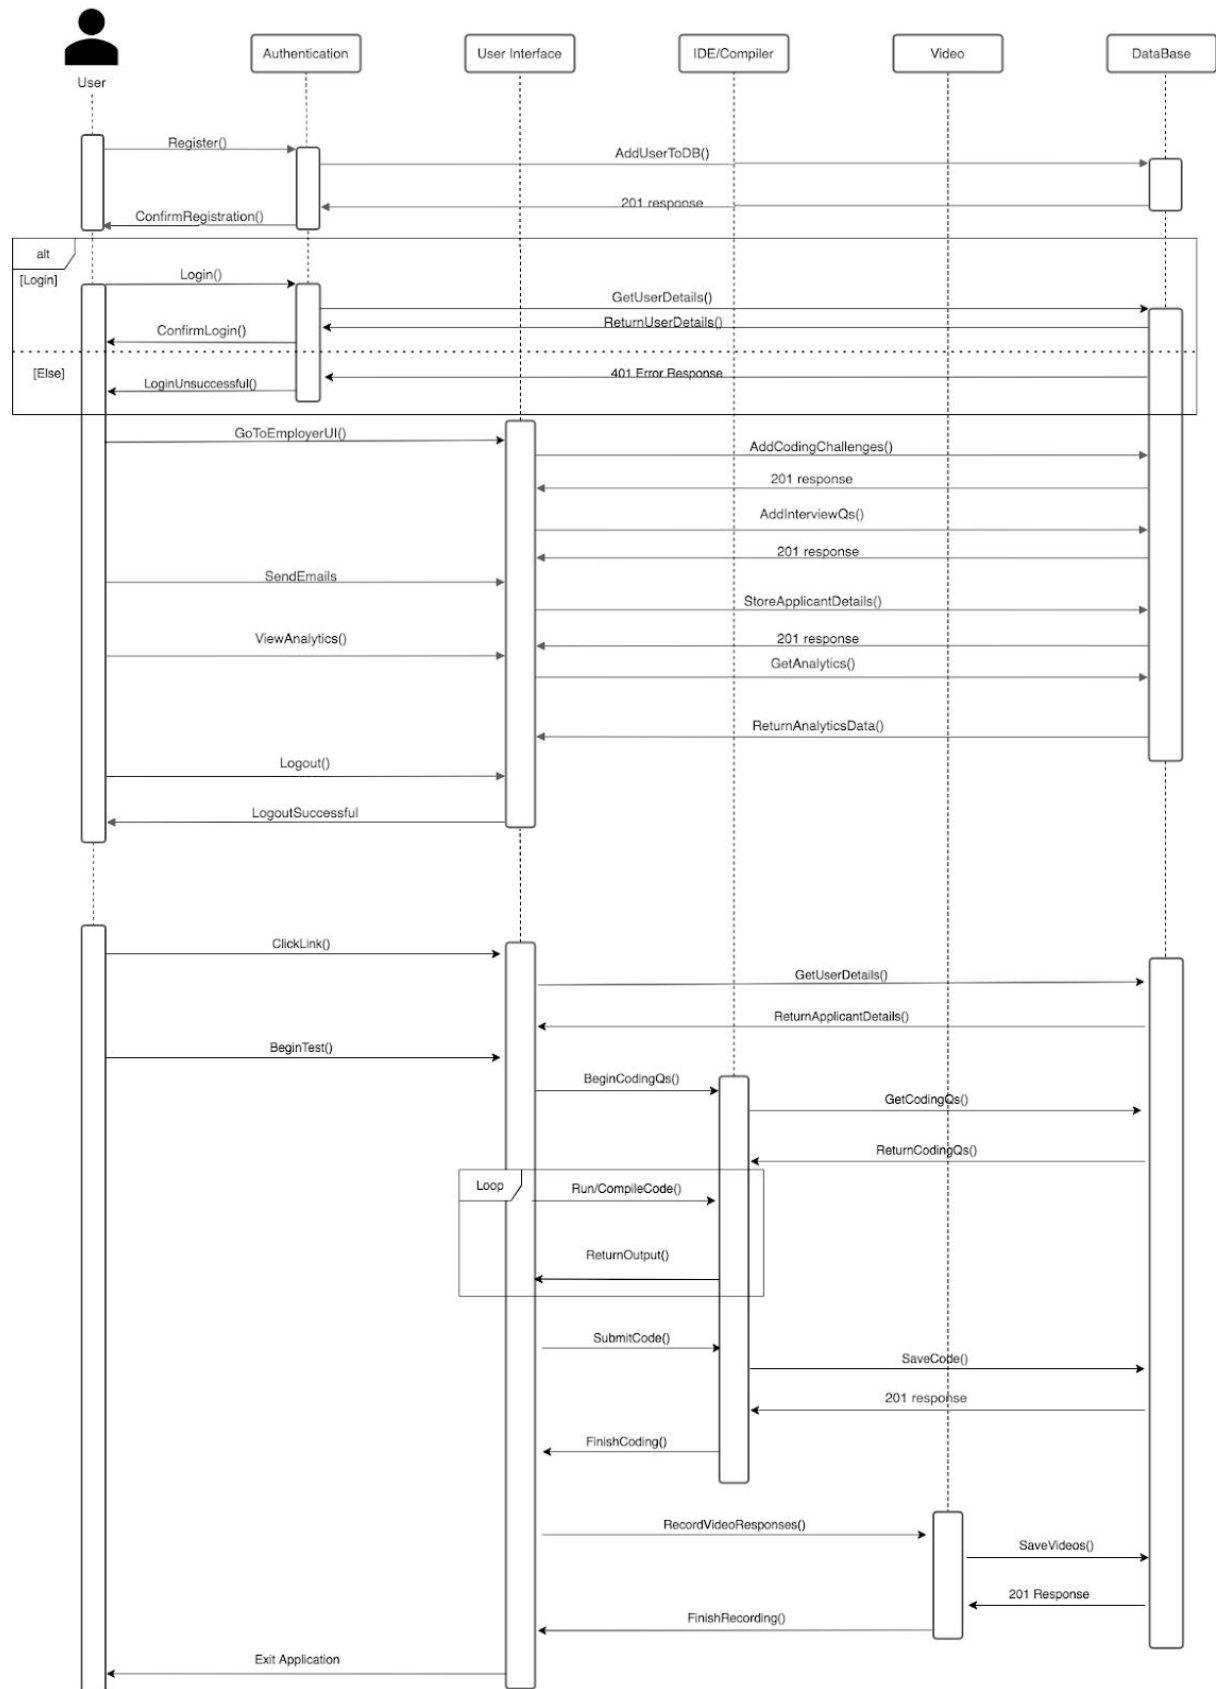 User
Authentication
User Interface
IDE/Compiler
Video
DataBase
Register()
AddUserToDB()
201 response
ConfirmRegistration()
alt
[Login]
Login()
GetUserDetails()
ReturnUserDetails()
ConfirmLogin()
[Else]
401 Error Response
LoginUnsuccessful()
GoToEmployerUI()
AddCodingChallenges()
201 response
AddInterviewQs()
201 response
SendEmails
StoreApplicantDetails()
ViewAnalytics()
201 response
GetAnalytics()
ReturnAnalyticsData()
Logout()
LogoutSuccessful
ClickLink()
GetUserDetails()
ReturnApplicantDetails()
BeginTest()
BeginCodingQs()
GetCodingQs()
ReturnCodingQs()
Loop
Run/CompileCode()
ReturnOutput()
SubmitCode()
SaveCode()
201 response
FinishCoding()
RecordVideoResponses()
SaveVideos()
201 Response
FinishRecording()
Exit Application